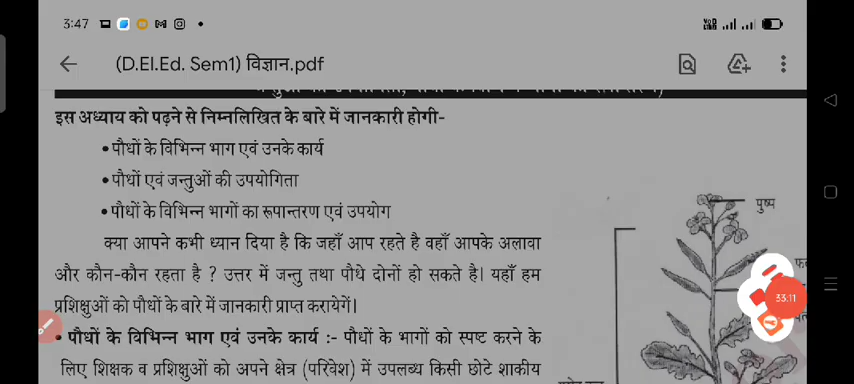 3:47
(D.El.Ed. Sem1) विज्ञान.pdf
इस अध्याय को पढ़ने से निम्नलिखित के बारे में जानकारी होगी-
• पौधों के विभिन्न भाग एवं उनके कार्य
• पौधों एवं जन्तुओं की उपयोगिता
• पौधों के विभिन्न भागों का रूपान्तरण एवं उपयोग
क्या आपने कभी ध्यान दिया है कि जहाँ आप रहते है वहाँ आपके अलावा
और कौन-कौन रहता है ? उत्तर में जन्तु तथा पौधे दोनों हो सकते है। यहाँ हम
प्रशिक्षुओं को पौधों के बारे में जानकारी प्राप्त करायेगें।
• पौधों के विभिन्न भाग एवं उनके कार्य :- पौधों के भागों को स्पष्ट करने के
लिए शिक्षक व प्रशिक्षुओं को अपने क्षेत्र (परिवेश) में उपलब्ध किसी छोटे शाकीय
पुष्प
33:11